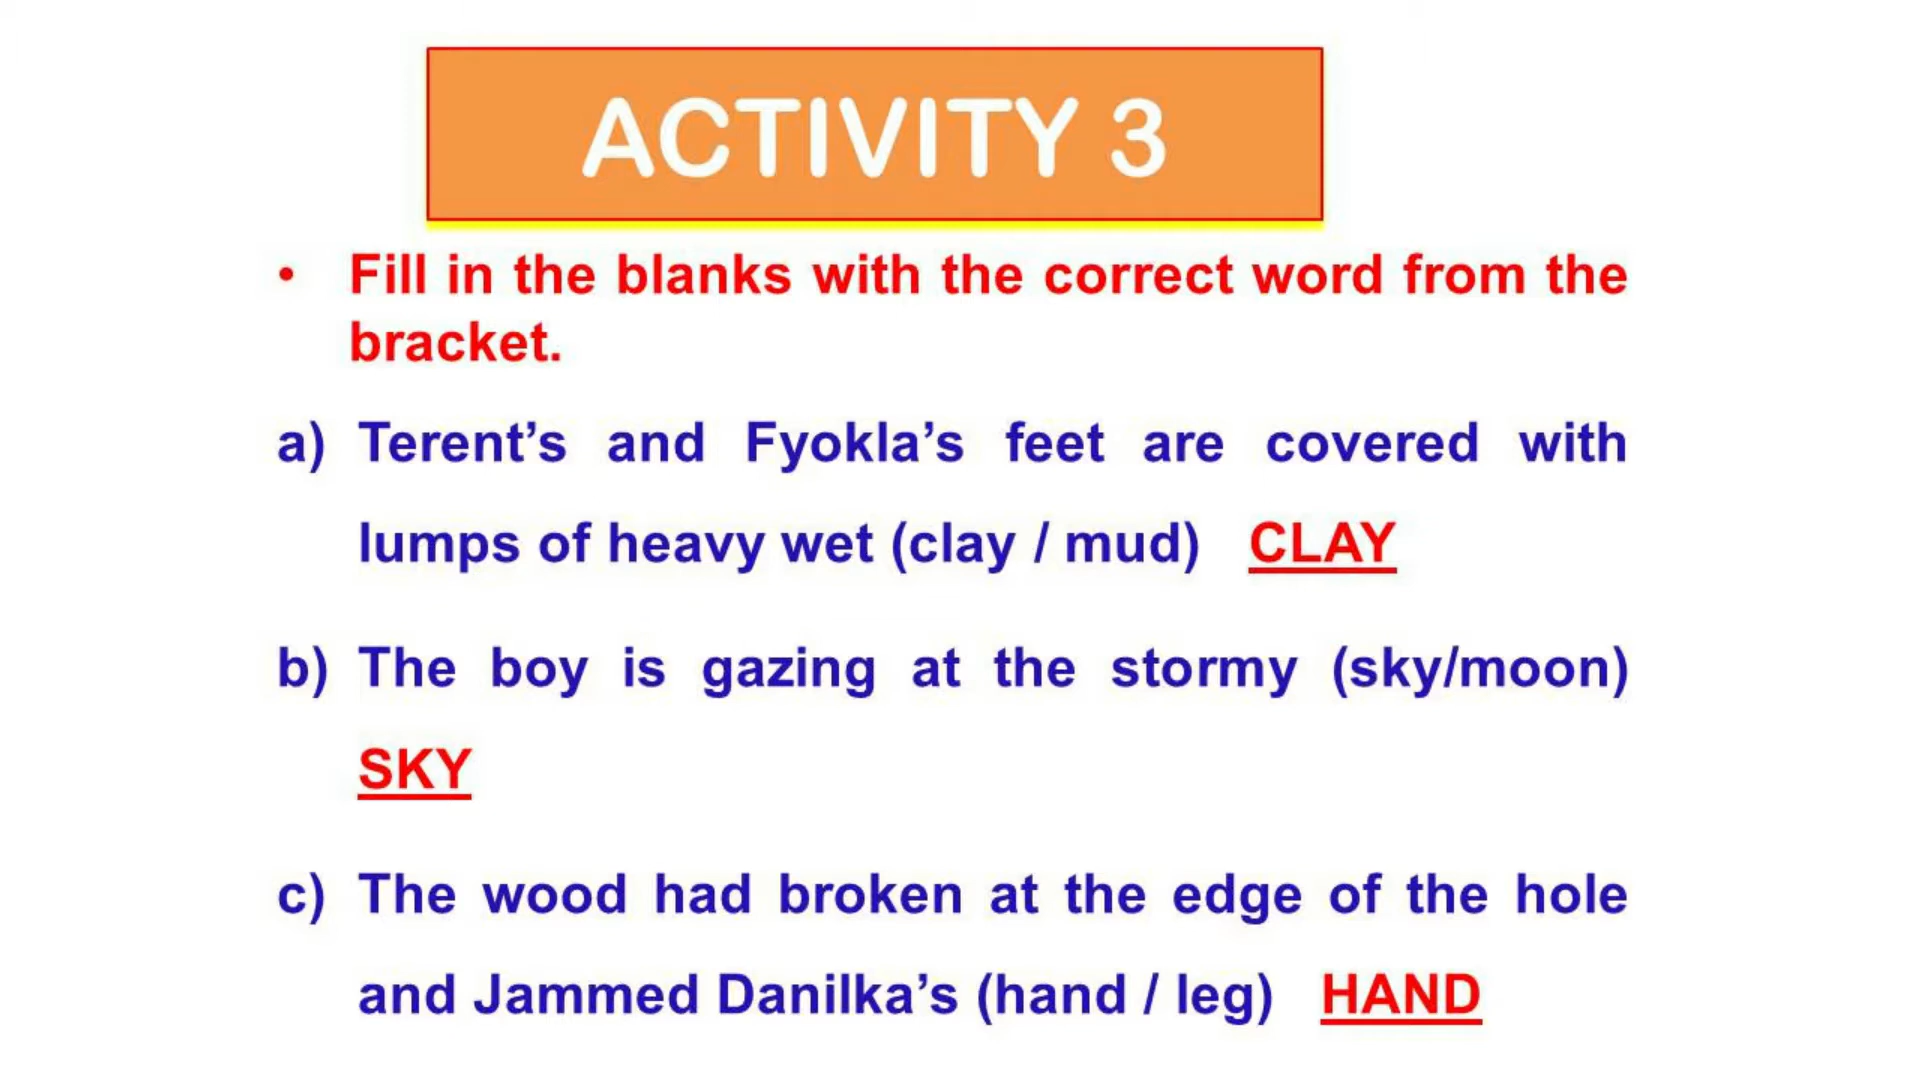 ACTIVITY 3
• Fill in the blanks with the correct word from the
bracket.
a) Terent’s and Fyokla’s feet are covered with
lumps of heavy wet (clay / mud) CLAY
b) The boy is gazing at the stormy (sky/moon)
SKY
c) The wood had broken at the edge of the hole
and Jammed Danilka’s (hand / leg) HAND